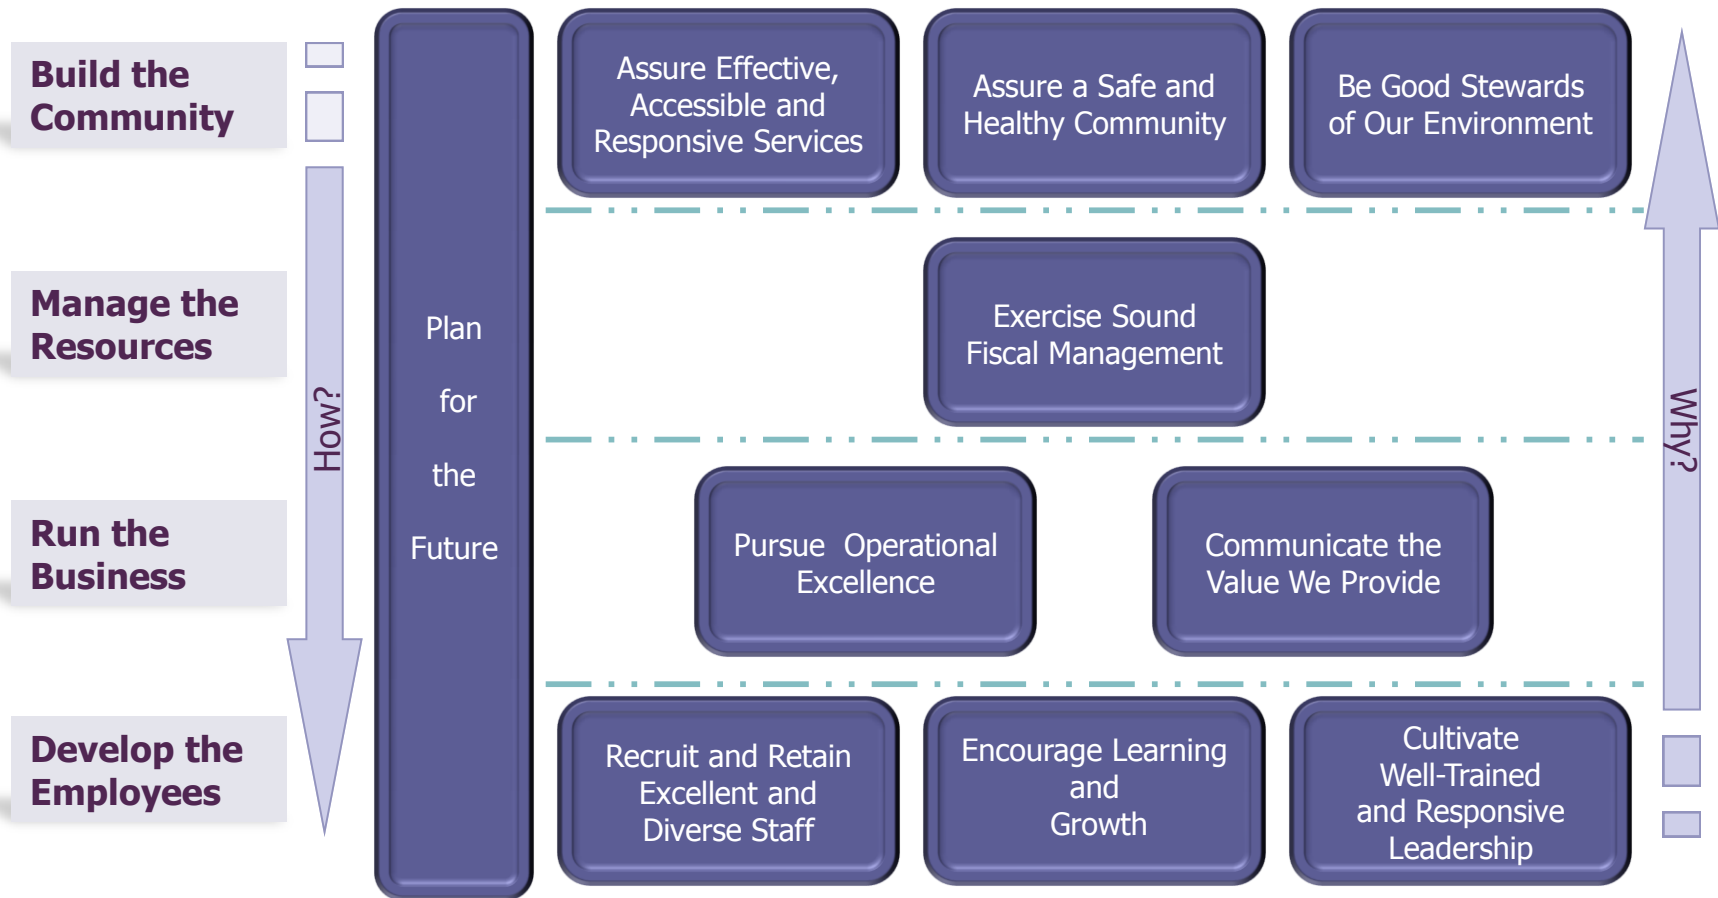 Build the
Community
Assure Effective,
Accessible and
Responsive Services
Assure a Safe and
Healthy Community
Be Good Stewards
of Our Environment
Manage the
Resources
Exercise Sound
Fiscal Management
How?
Plan
for
the
Future
Why?
Run the
Business
Pursue  Operational
Excellence
Communicate the
Value We Provide
Develop the
Employees
Recruit and Retain
Excellent and
Diverse Staff
Encourage Learning
and
Growth
Cultivate
Well-Trained
and Responsive
Leadership